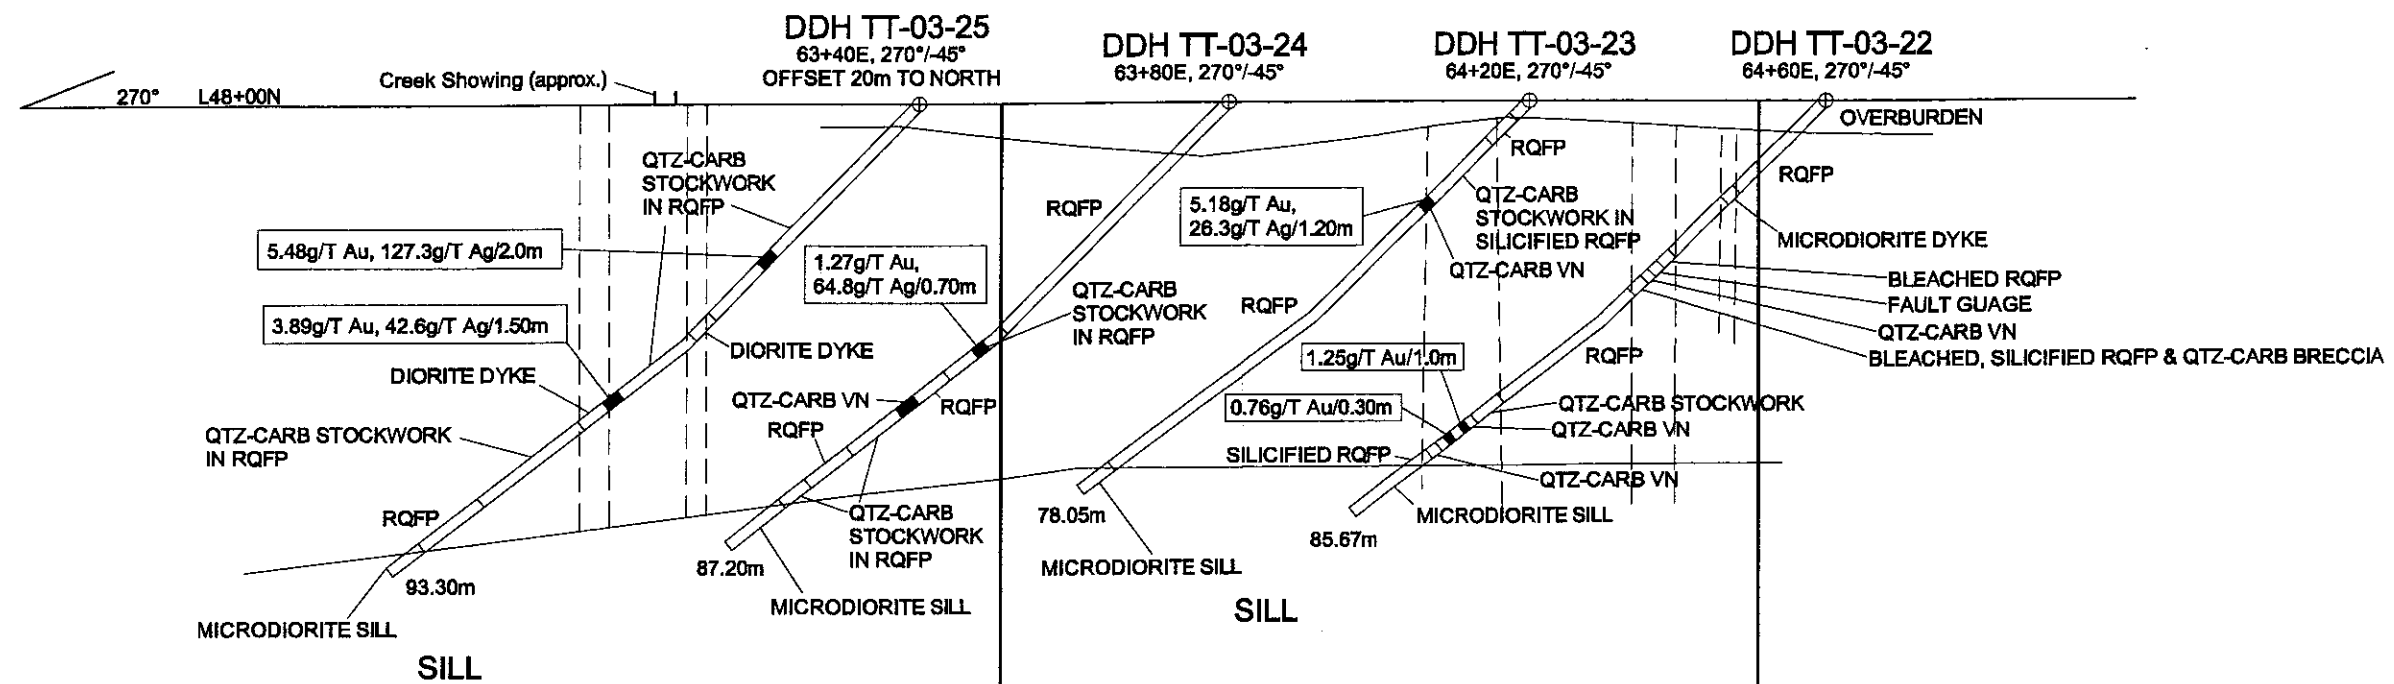 DDH TT-03-25
63+40E, 270°/-45°
OFFSET 20m TO NORTH
DDH TT-03-24
63+80E, 270°/-45°
DDH TT-03-23
64+20E, 270°/-45°
DDH TT-03-22
64+60E, 270°/-45°
270°
L48+00N
Creek Showing (approx.)
OVERBURDEN
QTZ-CARB
STOCKWORK
IN RQFP
5.48g/T Au, 127.3g/T Ag/2.0m
3.89g/T Au, 42.6g/T Ag/1.50m
DIORITE DYKE
DIORITE DYKE
QTZ-CARB STOCKWORK
IN RQFP
RQFP
93.30m
MICRODIORITE SILL
SILL
RQFP
1.27g/T Au,
64.8g/T Ag/0.70m
QTZ-CARB
STOCKWORK
IN RQFP
QTZ-CARB VN
RQFP
RQFP
QTZ-CARB
STOCKWORK
IN RQFP
87.20m
MICRODIORITE SILL
RQFP
5.18g/T Au,
26.3g/T Ag/1.20m
QTZ-CARB
STOCKWORK IN
SILICIFIED RQFP
QTZ-CARB VN
RQFP
78.05m
MICRODIORITE SILL
SILL
RQFP
MICRODIORITE DYKE
BLEACHED RQFP
FAULT GUAGE
QTZ-CARB VN
BLEACHED, SILICIFIED RQFP & QTZ-CARB BRECCIA
RQFP
1.25g/T Au/1.0m
0.76g/T Au/0.30m
QTZ-CARB STOCKWORK
QTZ-CARB VN
SILICIFIED RQFP
QTZ-CARB VN
MICRODIORITE SILL
85.67m